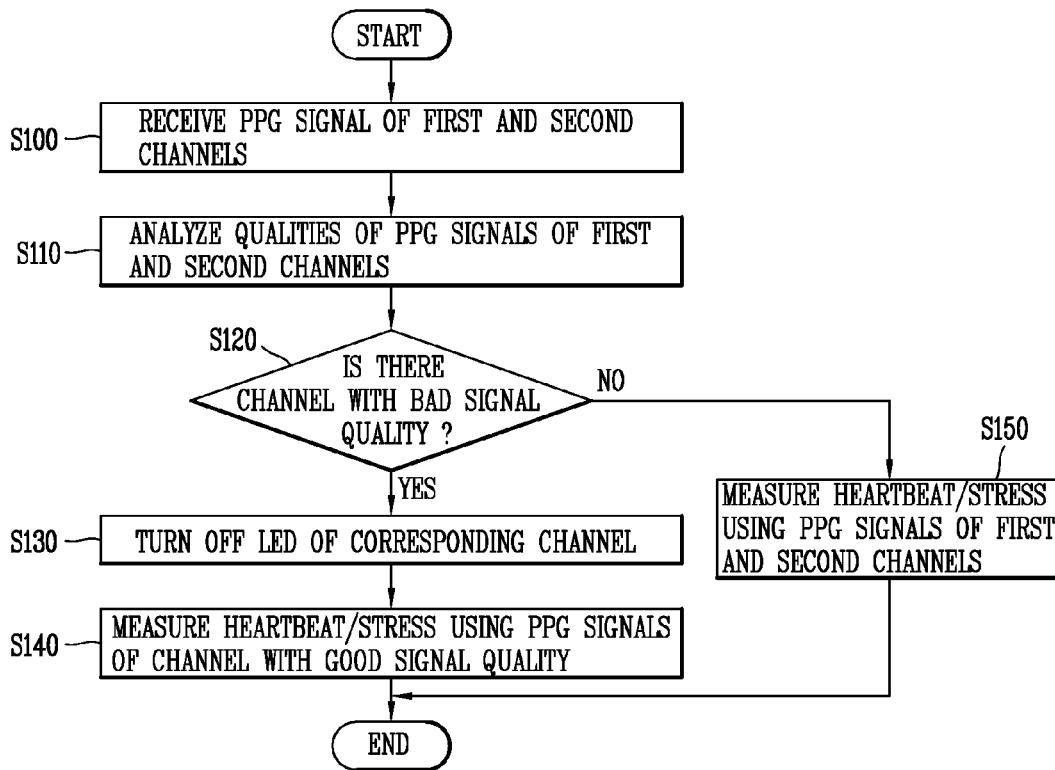 START
S100
RECEIVE PPG SIGNAL OF FIRST AND SECOND
CHANNELS
S110
ANALYZE QUALITIES OF PPG SIGNALS OF FIRST
AND SECOND CHANNELS
S120
IS THERE
CHANNEL WITH BAD SIGNAL
QUALITY ?
NO
YES
S150
MEASURE HEARTBEAT/STRESS
USING PPG SIGNALS OF FIRST
AND SECOND CHANNELS
S130
TURN OFF LED OF CORRESPONDING CHANNEL
S140
MEASURE HEARTBEAT/STRESS USING PPG SIGNALS
OF CHANNEL WITH GOOD SIGNAL QUALITY
END